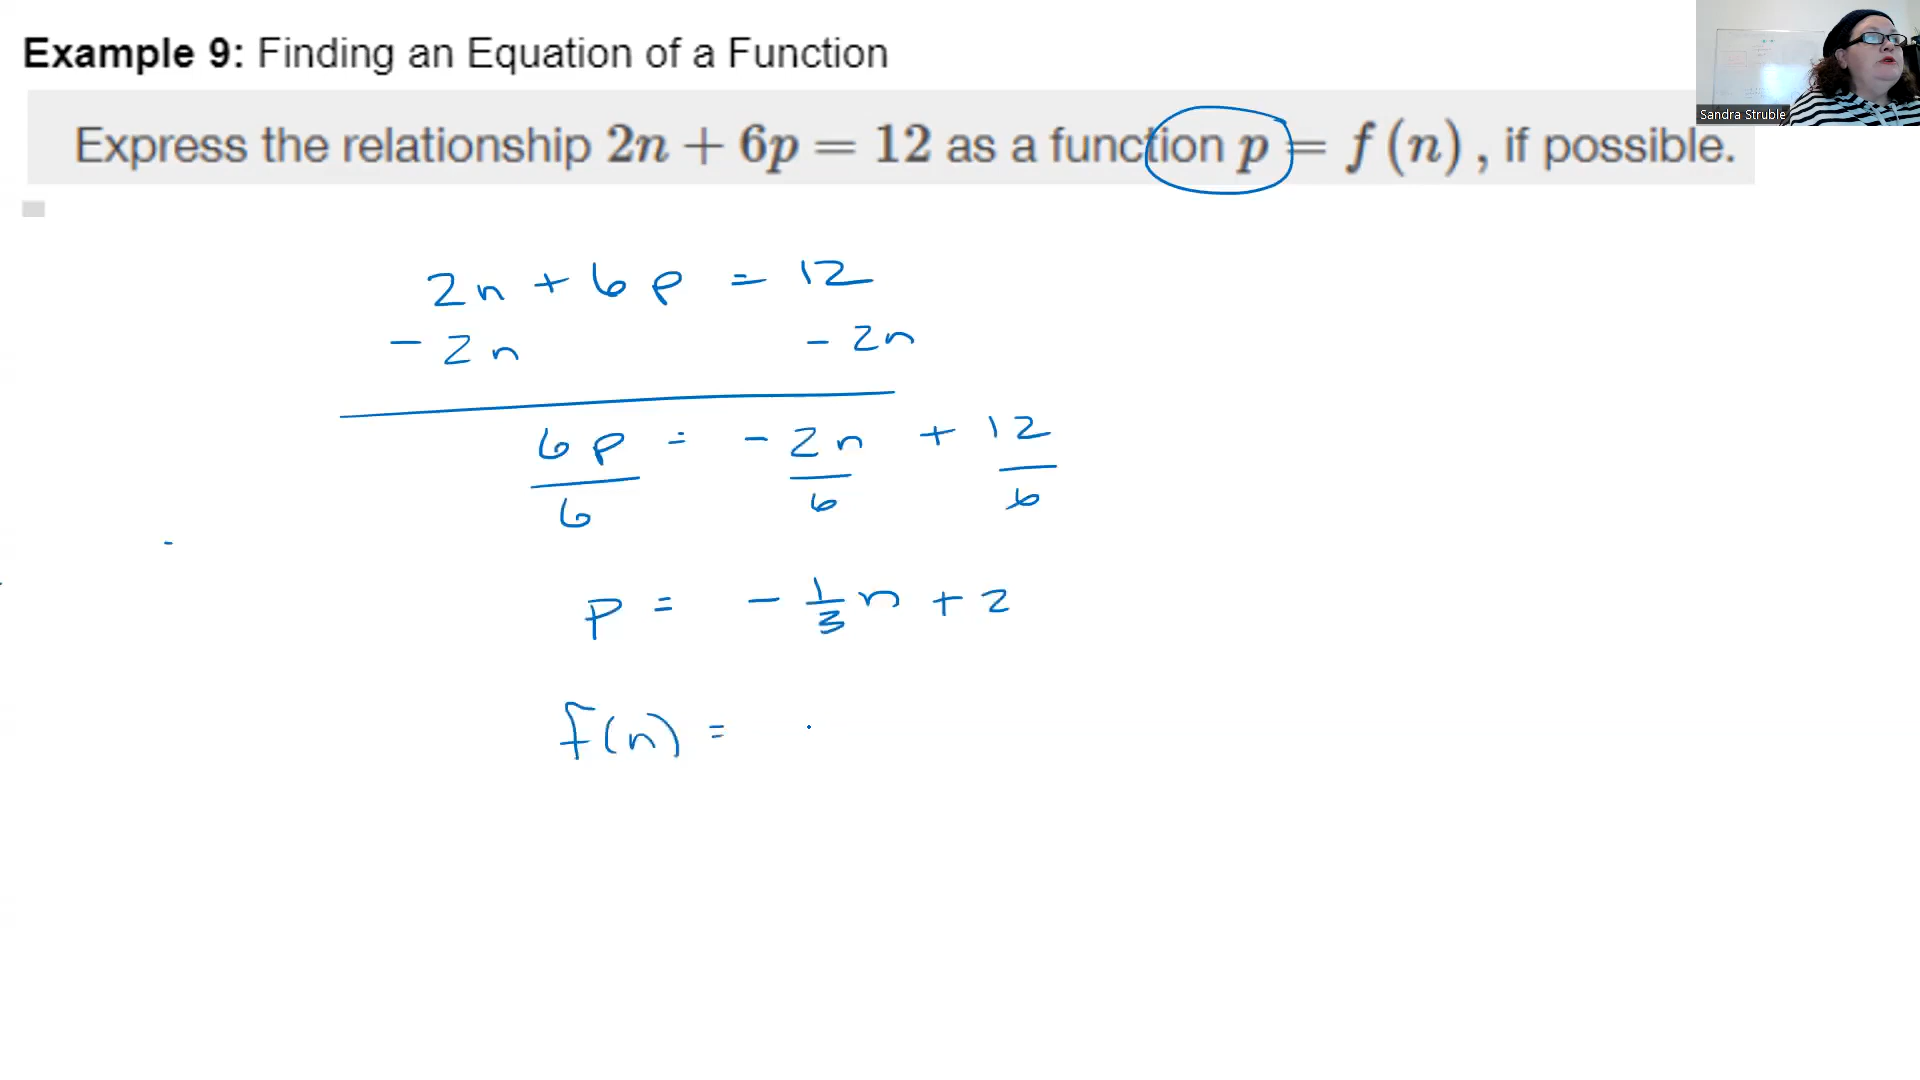 Example 9: Finding an Equation of a Function
Sandra Struble
Express the relationship 2n + 6p = 12 as a function p = f (n) , if possible.
2n + 6p = 12
- 2n - 2n
6p = - 2n + 12
6 6 6
p = - 1/3 n + 2
f(n) =